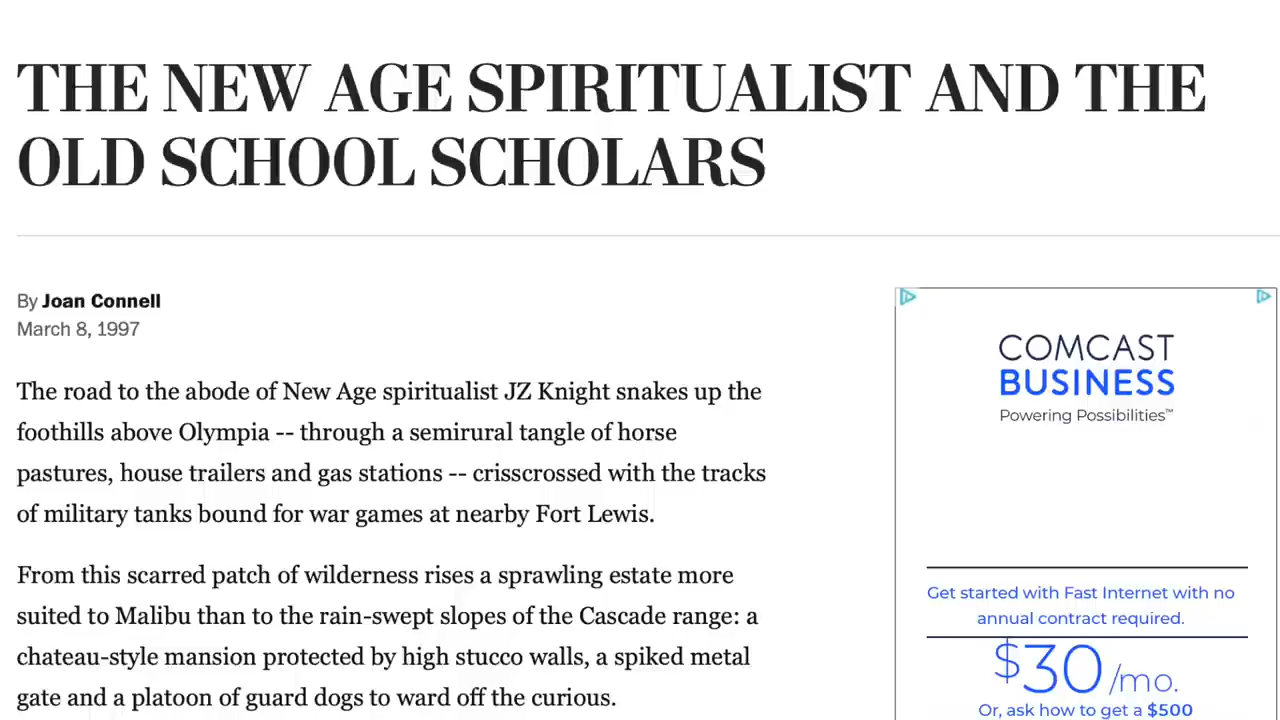 THE NEW AGE SPIRITUALIST AND THE
OLD SCHOOL SCHOLARS
By Joan Connell
March 8, 1997
The road to the abode of New Age spiritualist JZ Knight snakes up the
foothills above Olympia -- through a semirural tangle of horse
pastures, house trailers and gas stations -- crisscrossed with the tracks
of military tanks bound for war games at nearby Fort Lewis.
From this scarred patch of wilderness rises a sprawling estate more
suited to Malibu than to the rain-swept slopes of the Cascade range: a
chateau-style mansion protected by high stucco walls, a spiked metal
gate and a platoon of guard dogs to ward off the curious.
COMCAST
BUSINESS
Powering Possibilities™
Get started with Fast Internet with no
annual contract required.
$30/mo.
Or, ask how to get a $500